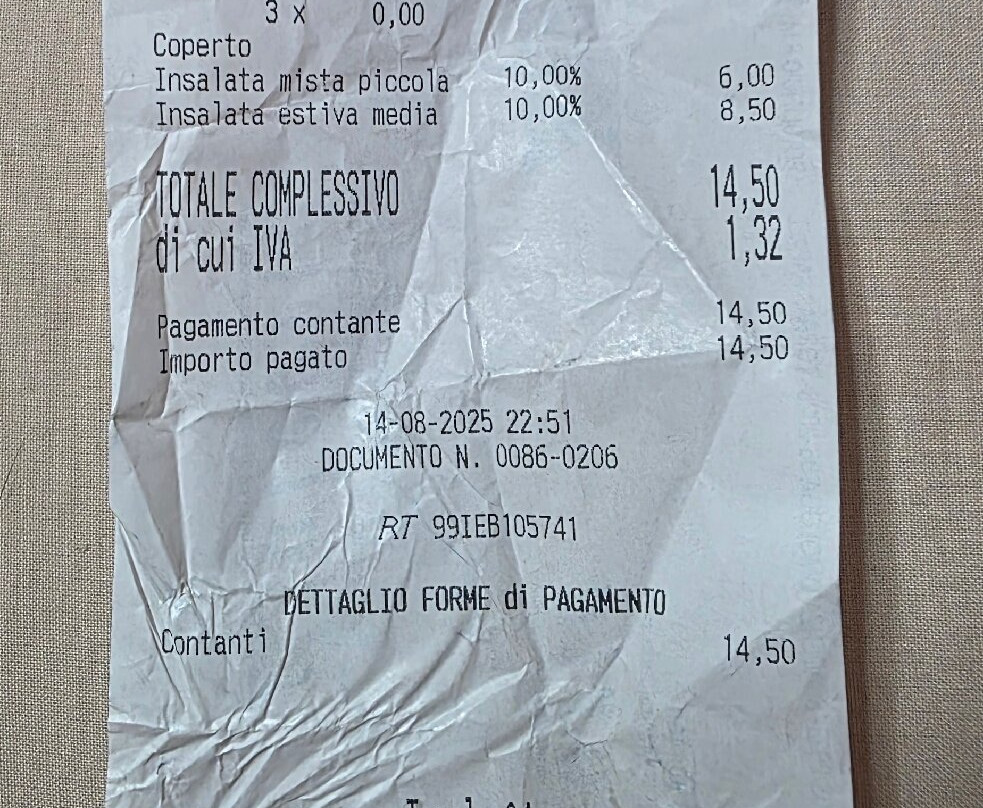 3 x 0,00
Coperto
Insalata mista piccola 10,00% 6,00
Insalata estiva media 10,00% 8,50
TOTALE COMPLESSIVO 14,50
di cui IVA 1,32
Pagamento contante 14,50
Importo pagato 14,50
14-08-2025 22:51
DOCUMENTO N. 0086-0206
RT 99IEB105741
DETTAGLIO FORME di PAGAMENTO
Contanti 14,50